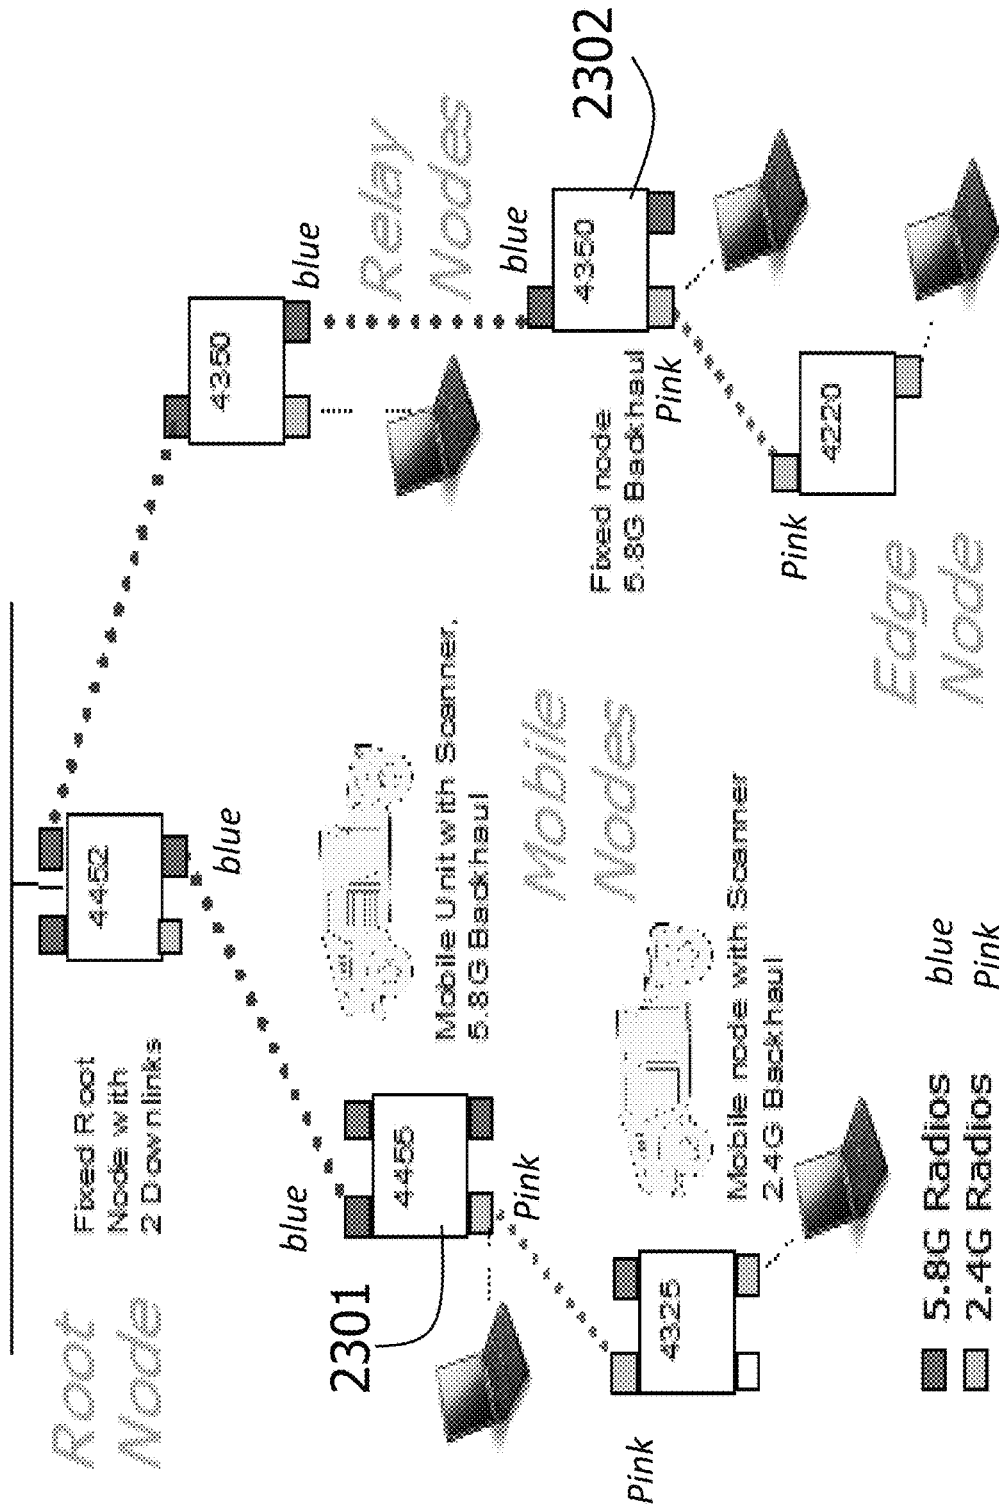 Root
Node
Fixed Root
Node with
2 Downlinks
4452
blue
4350
blue
blue
Relay
Nodes
2301
4455
Pink
Mobile Unit with Scanner,
5.8G Backhaul
Mobile
Nodes
blue
4350
2302
Fixed node
5.8G Backhaul
Pink
Pink
4325
Mobile node with Scanner
2.4G Backhaul
Pink
4220
Edge
Node
5.8G Radios blue
2.4G Radios Pink